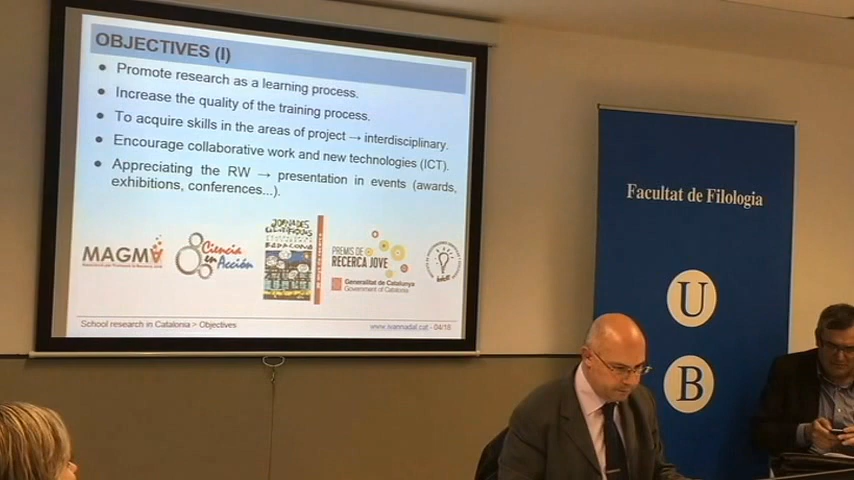 OBJECTIVES (I)
• Promote research as a learning process.
• Increase the quality of the training process.
• To acquire skills in the areas of project → interdisciplinary.
• Encourage collaborative work and new technologies (ICT).
• Appreciating the RW → presentation in events (awards,
exhibitions, conferences...).
MAGMA
Ciencia
en Acción
JORNADES
PREMIS DE
RECERCA JOVE
Generalitat de Catalunya
Government of Catalonia
School research in Catalonia > Objectives
www.ivannadal.cat - 04/18
Facultat de Filologia
U
B